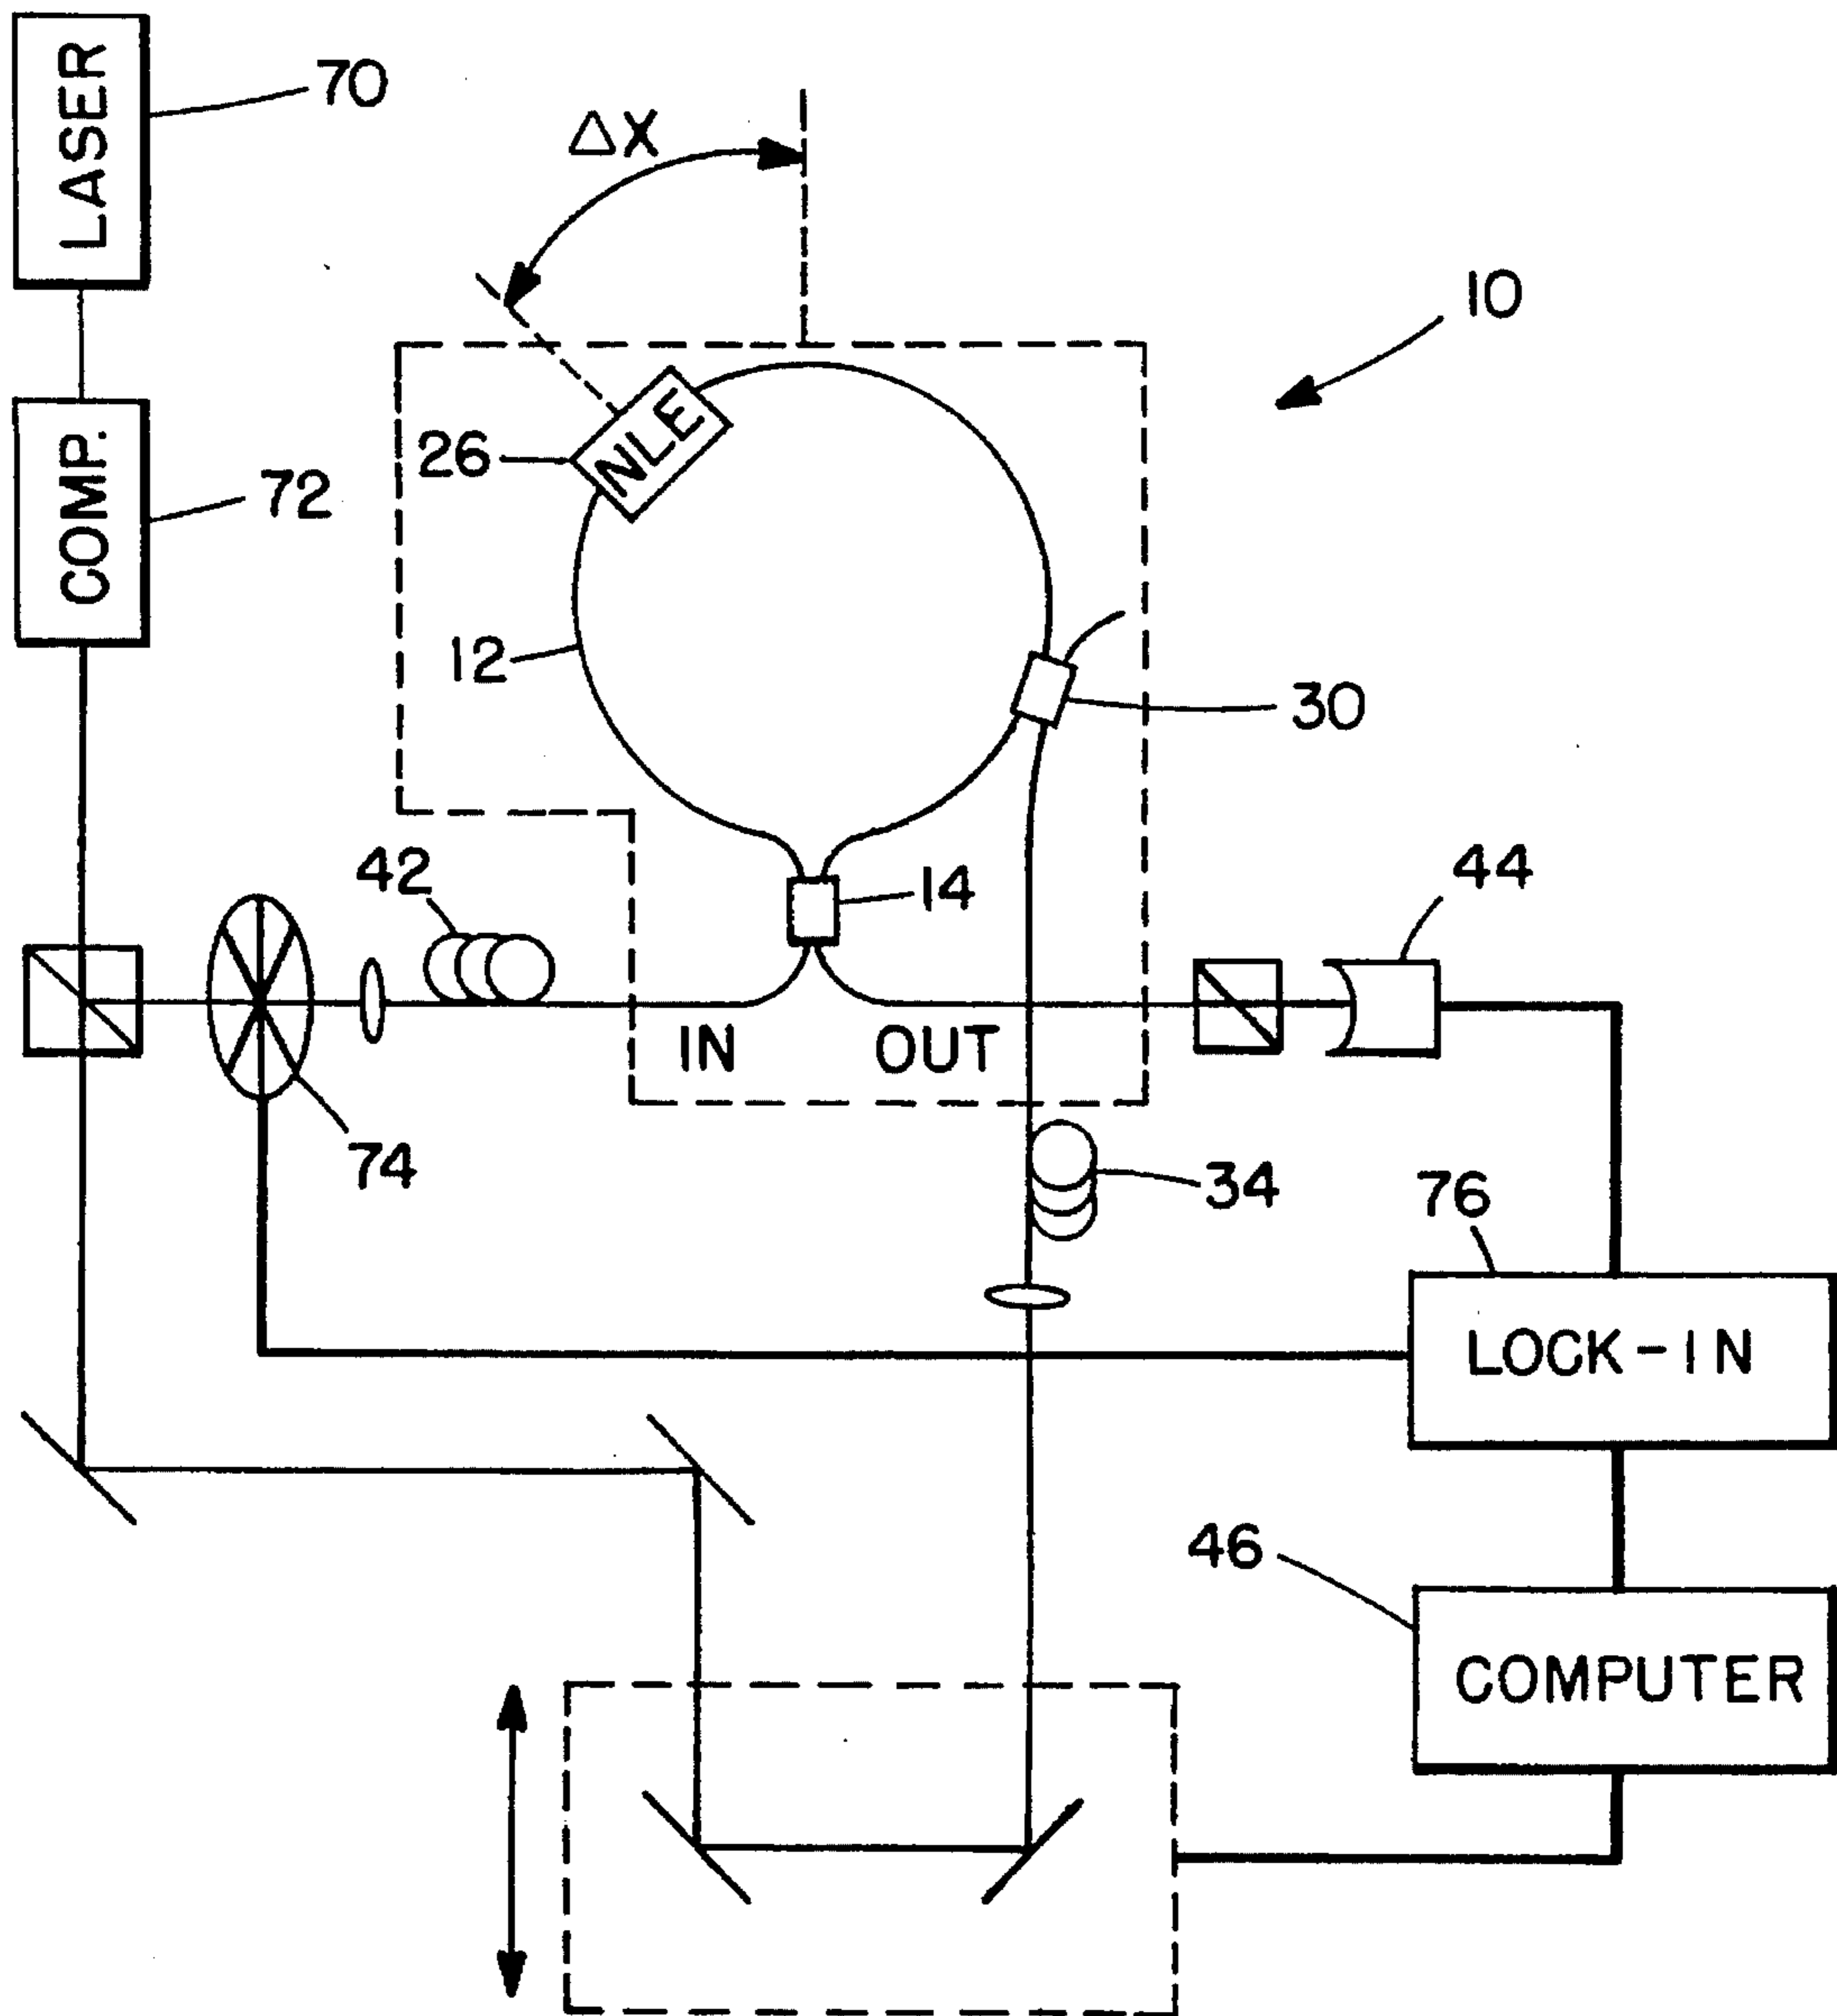 LASER
70
ΔX
10
COMP.
72
26
NLE
12
30
42
14
44
IN
OUT
74
34
76
LOCK-IN
46
COMPUTER